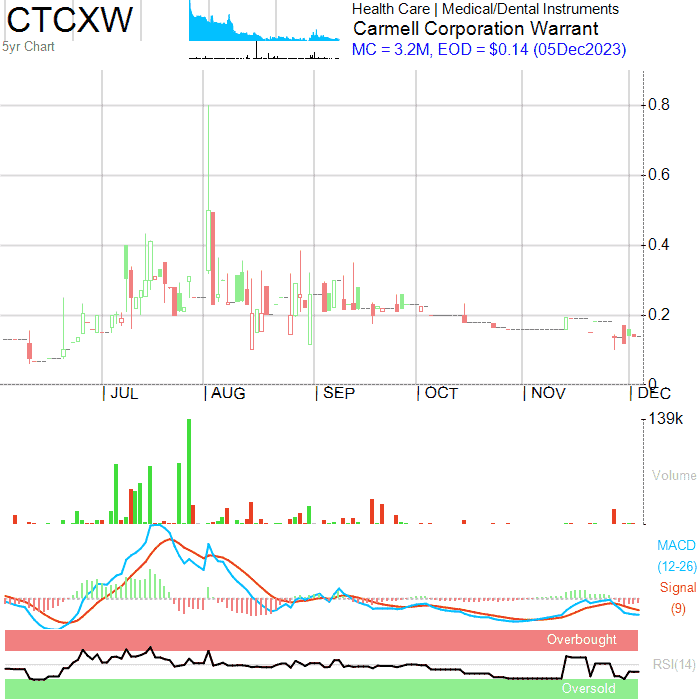 CTCXW
5yr Chart
Health Care | Medical/Dental Instruments
Carmell Corporation Warrant
MC = 3.2M, EOD = $0.14 (05Dec2023)
0.8
0.6
0.4
0.2
0
| JUL | AUG | SEP | OCT | NOV | DEC
139k
Volume
MACD
(12-26)
Signal
(9)
Overbought
RSI(14)
Oversold